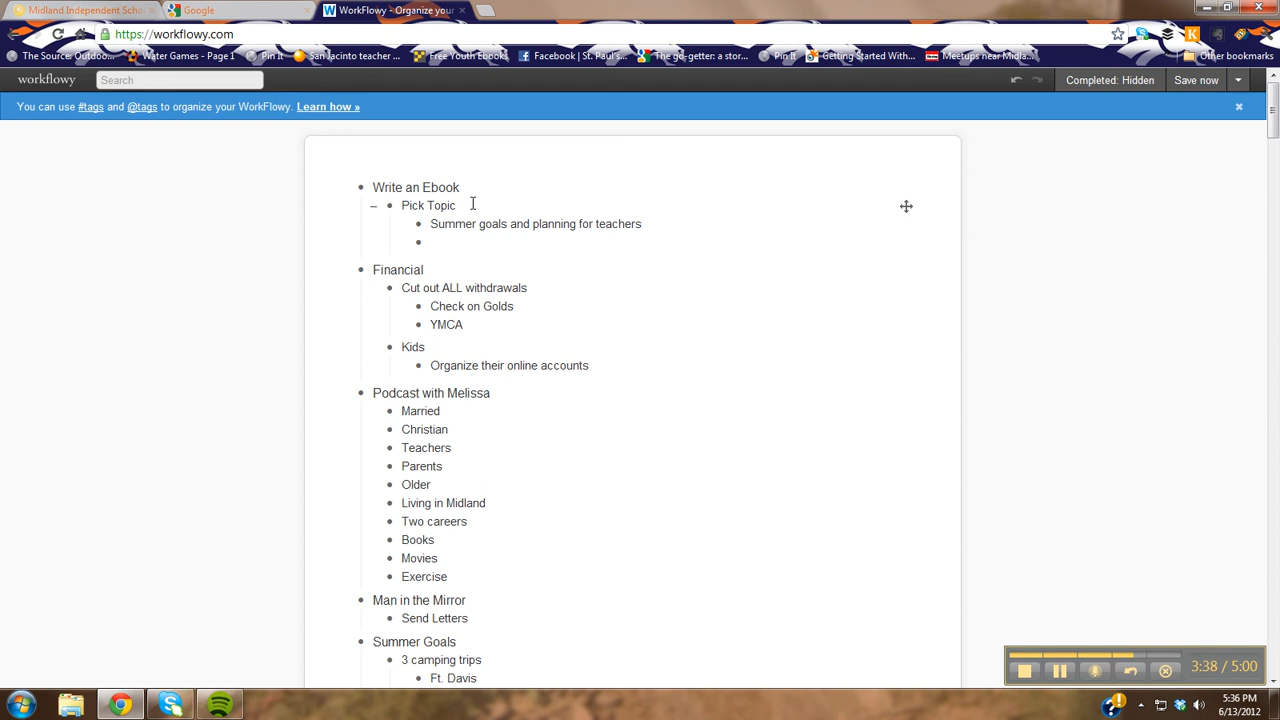 Midland Independent Scho
Google
WorkFlowy - Organize your
https://workflowy.com
The Source: Outdoo...
Water Games - Page 1
Pin It
San Jacinto teacher ...
Free Youth Ebooks
Facebook | St. Paul's...
The go-getter: a stor...
Pin It
Getting Started With...
Meetups near Midla...
Other bookmarks
workflowy
Search
Completed: Hidden
Save now
You can use #tags and @tags to organize your WorkFlowy. Learn how »
Write an Ebook
Pick Topic
Summer goals and planning for teachers
Financial
Cut out ALL withdrawals
Check on Golds
YMCA
Kids
Organize their online accounts
Podcast with Melissa
Married
Christian
Teachers
Parents
Older
Living in Midland
Two careers
Books
Movies
Exercise
Man in the Mirror
Send Letters
Summer Goals
3 camping trips
Ft. Davis
3:38 / 5:00
5:36 PM
6/13/2012